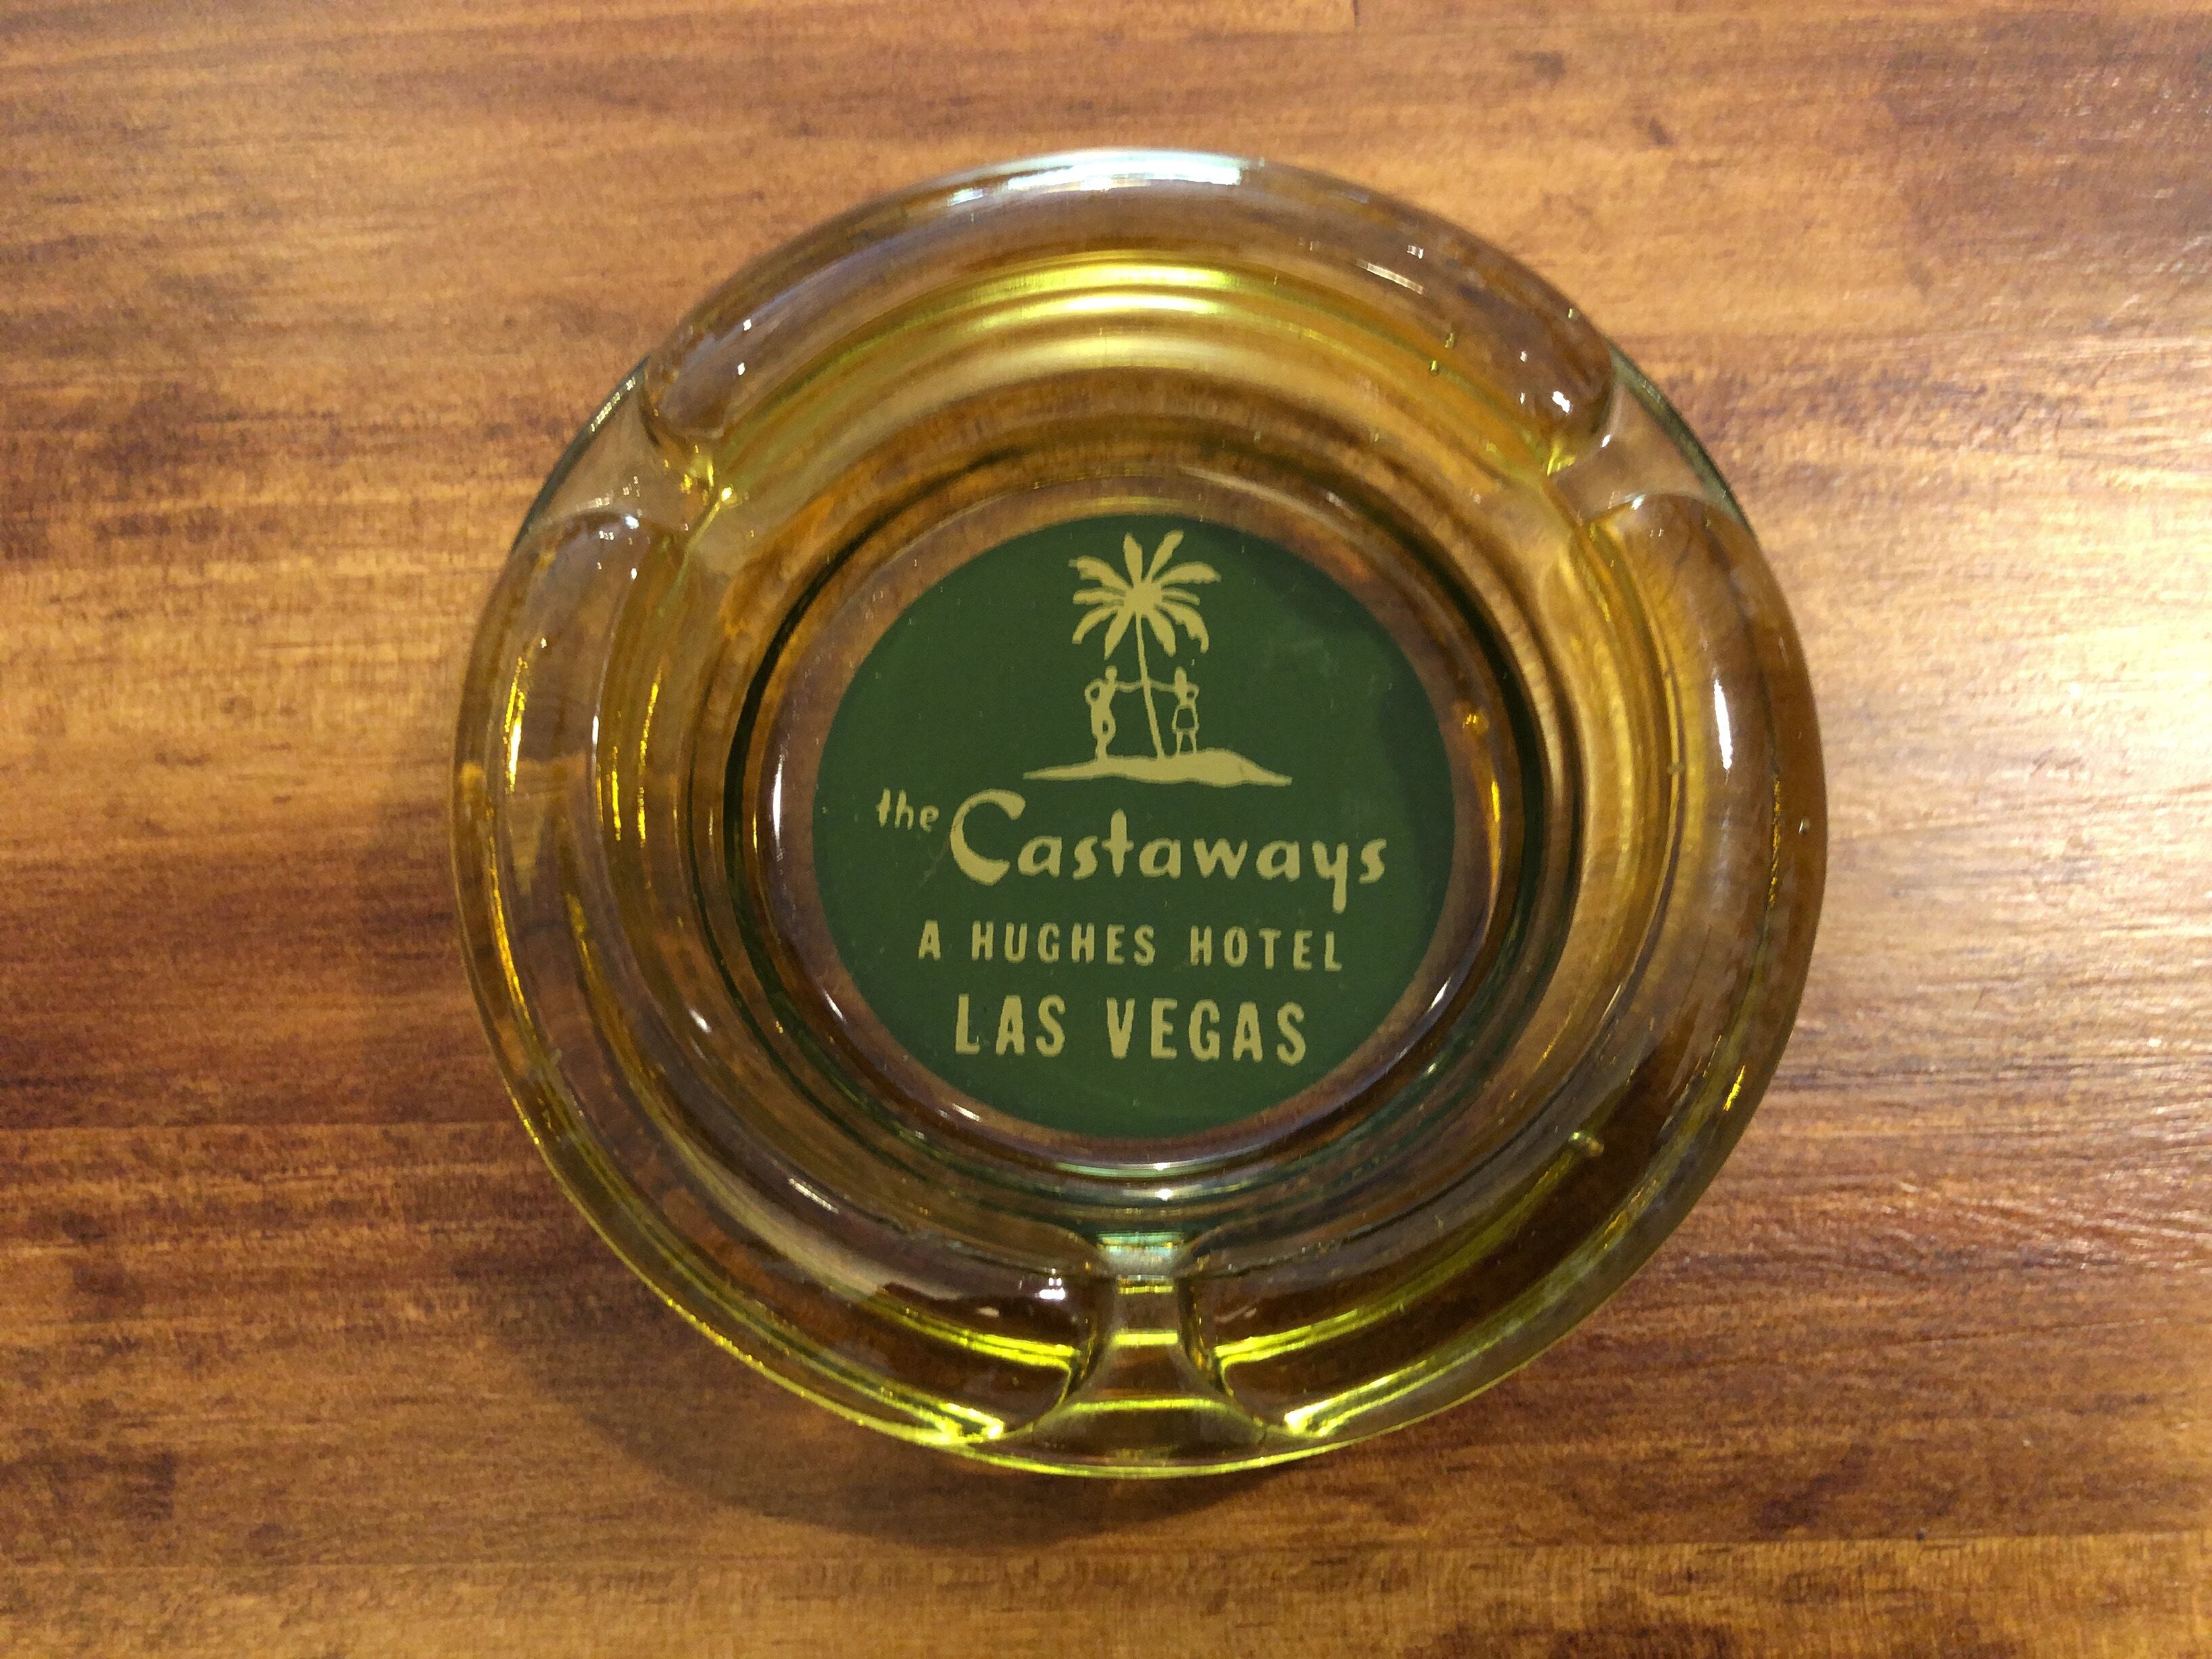 the Castaways
A HUGHES HOTEL
LAS VEGAS